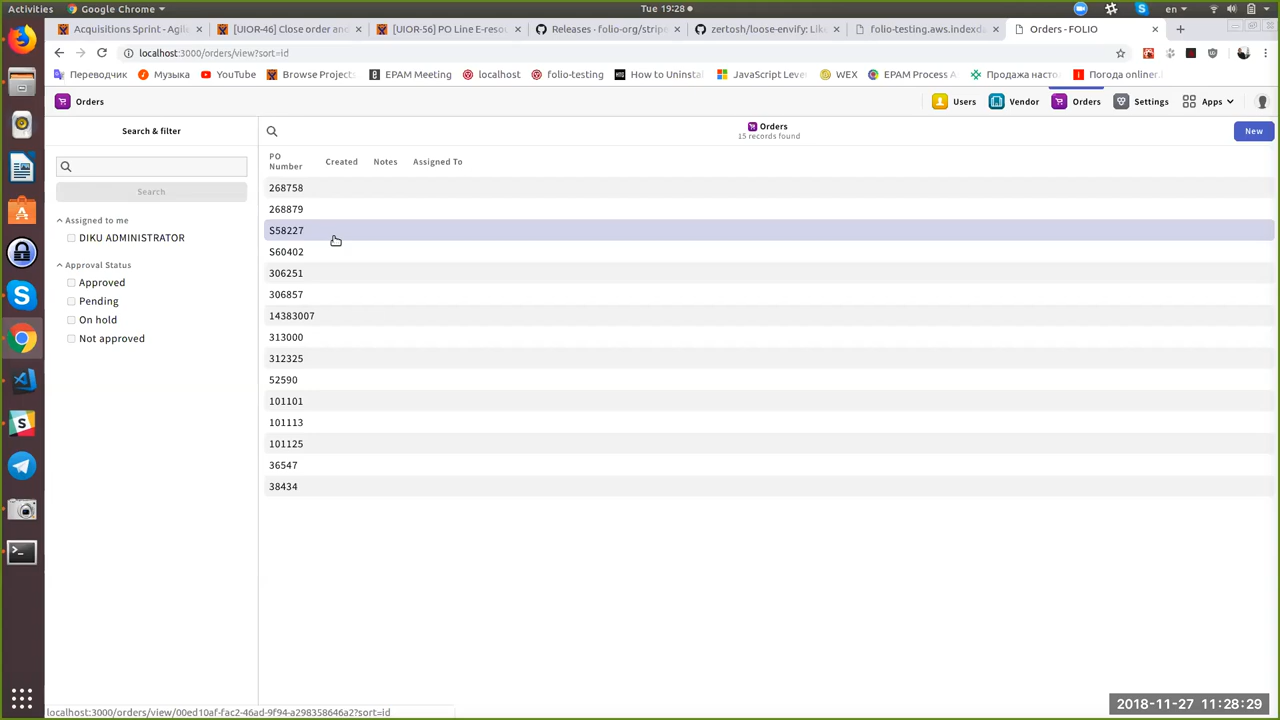 Activities
Google Chrome
Tue 19:28
en
Acquisitions Sprint - Agil
[UIOR-46] Close order and
[UIOR-56] PO Line E-reso
Releases - folio-org/stripe
zertosh/loose-envify: Lik
folio-testing.aws.indexda
Orders - FOLIO
localhost:3000/orders/view?sort=id
Переводчик
Музыка
YouTube
Browse Projects
EPAM Meet
localhost
folio-testing
How to Uninsta
JavaScript Leve
WEX
EPAM Process A
Продажа насто
Погода onliner.
Orders
Users
Vendor
Orders
Settings
Apps
Search & filter
Orders
15 records found
New
PO Number
Created
Notes
Assigned To
Search
Assigned to me
DIKU ADMINISTRATOR
Approval Status
Approved
Pending
On hold
Not approved
268758
268879
S58227
S60402
306251
306857
14383007
313000
312325
52590
101101
101113
101125
36547
38434
localhost:3000/orders/view/00ed10af-fac2-46ad-9f94-a298358646a2?sort=id
2018-11-27 11:28:29